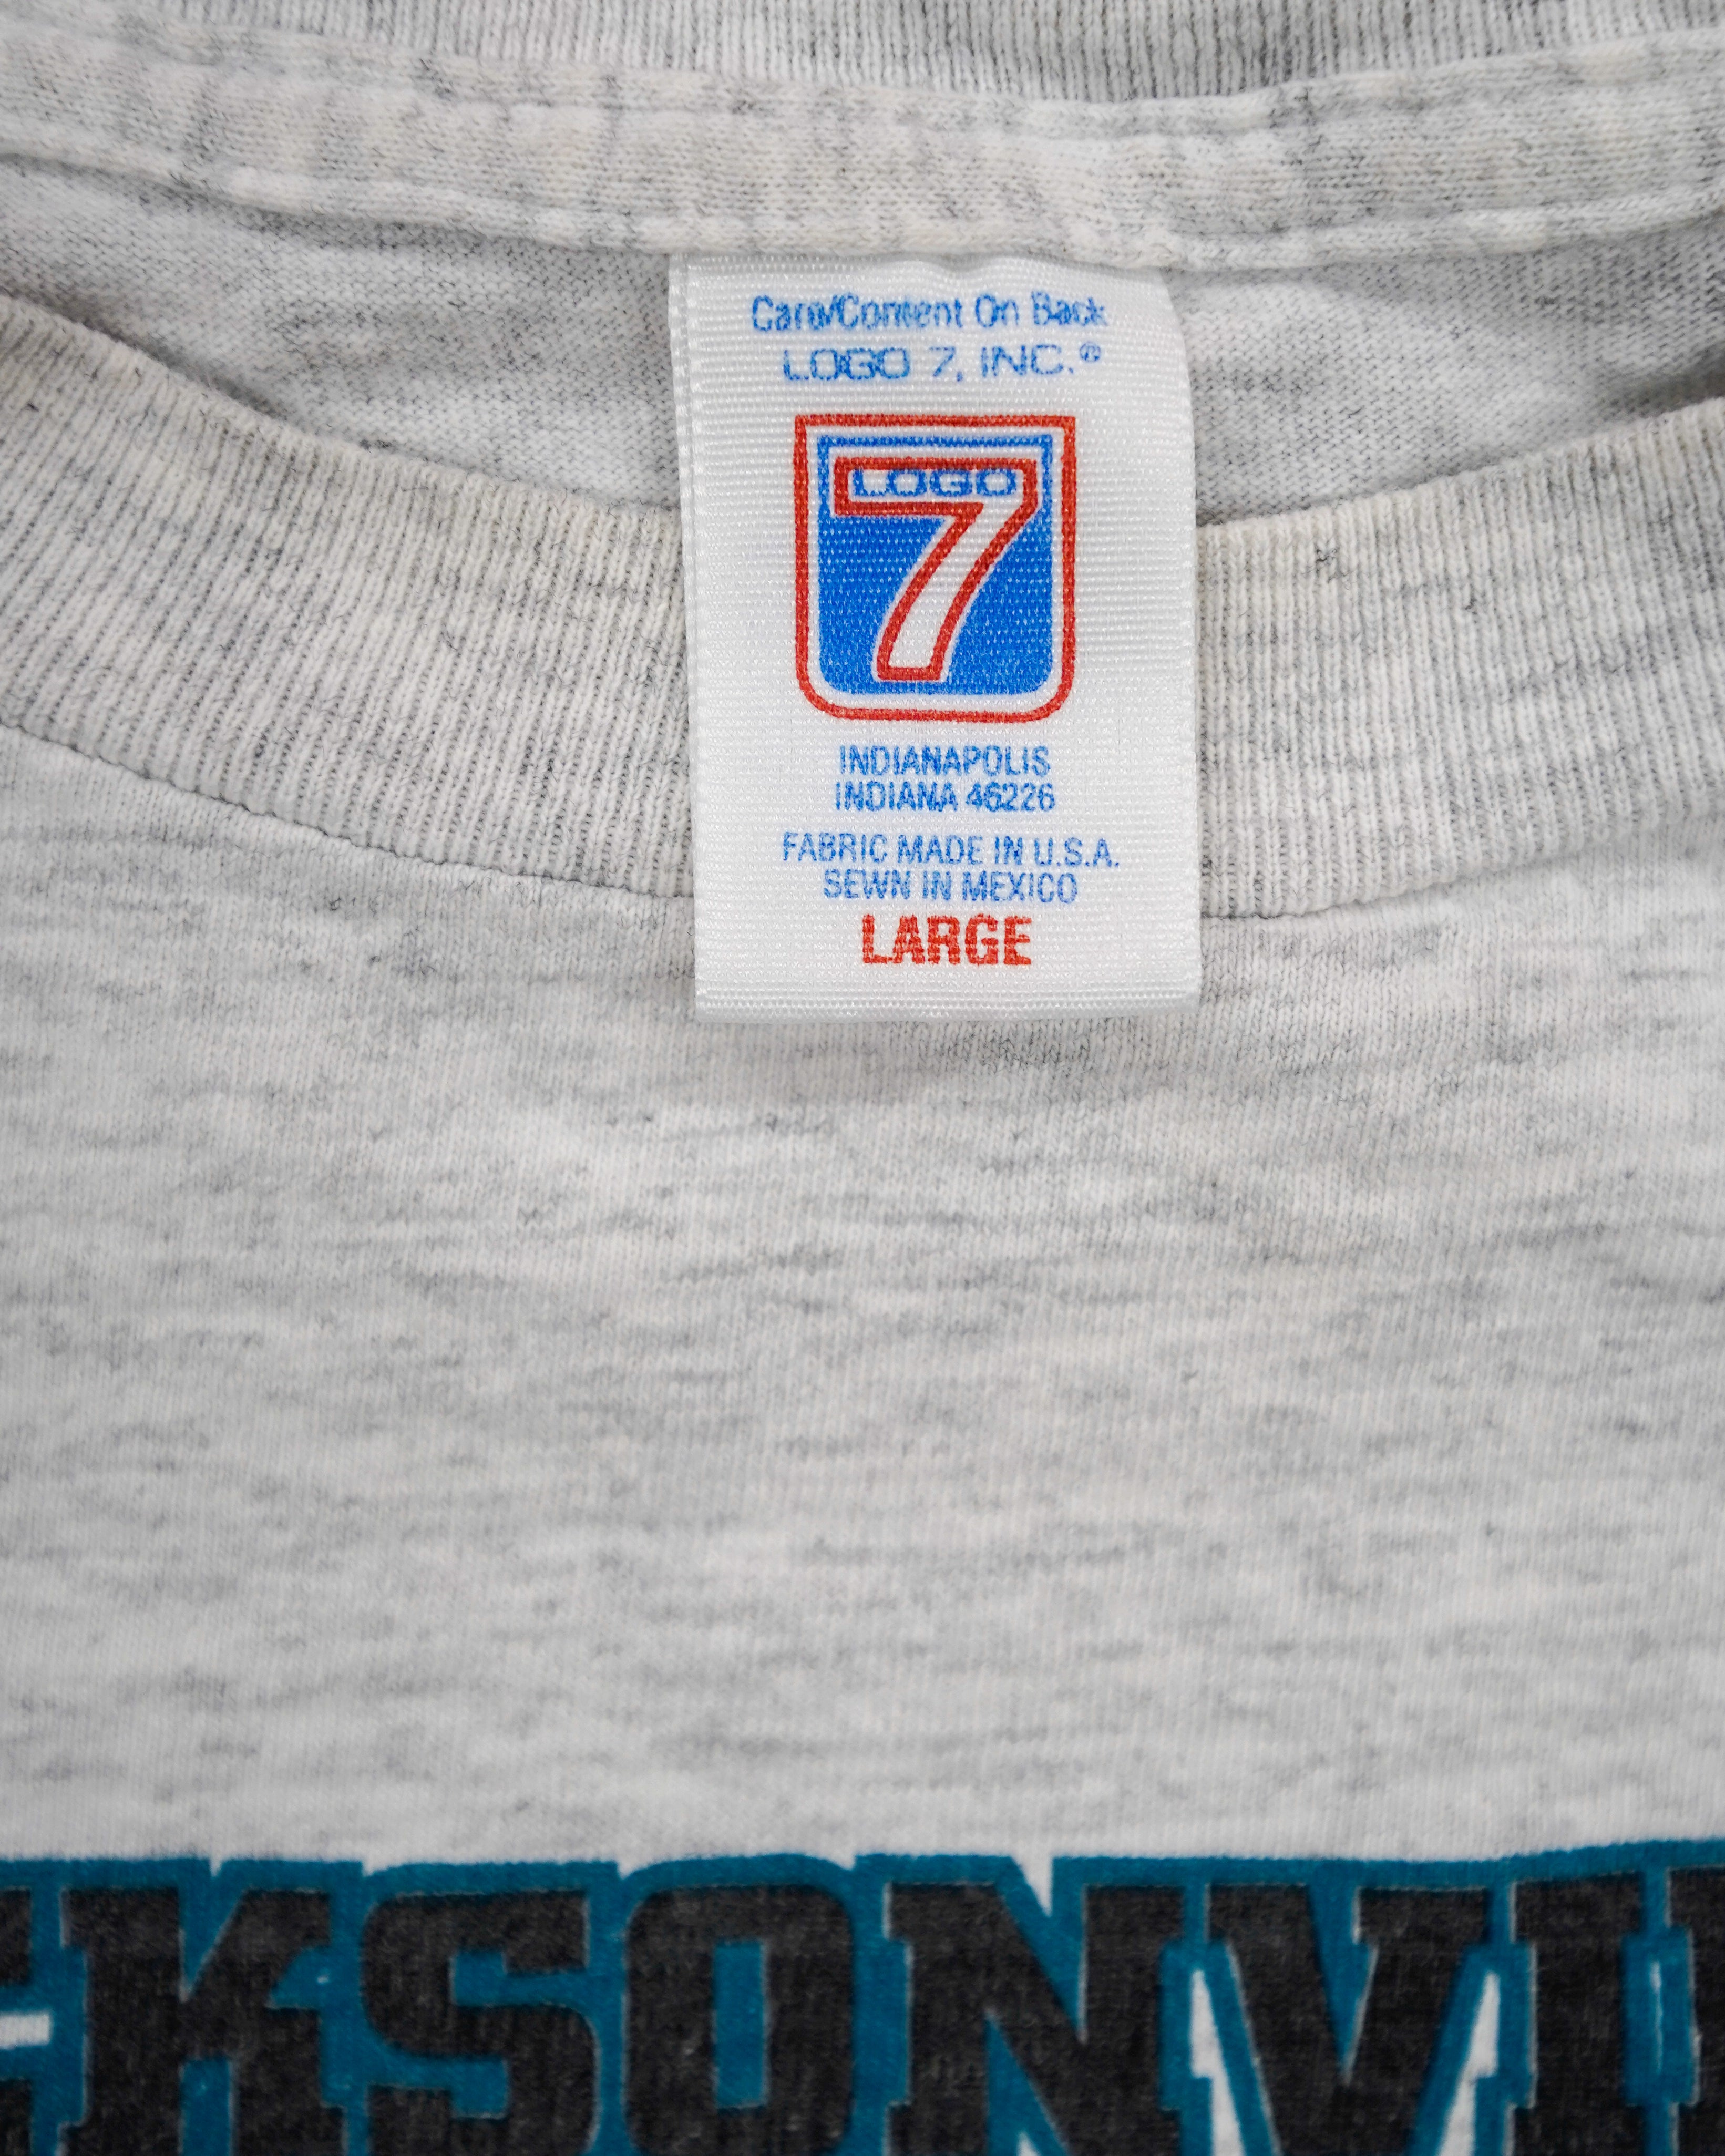 Care/Content On Back
LOGO 7, INC.®
LOGO
7
INDIANAPOLIS
INDIANA 46226
FABRIC MADE IN U.S.A.
SEWN IN MEXICO
LARGE
CKSONVIL